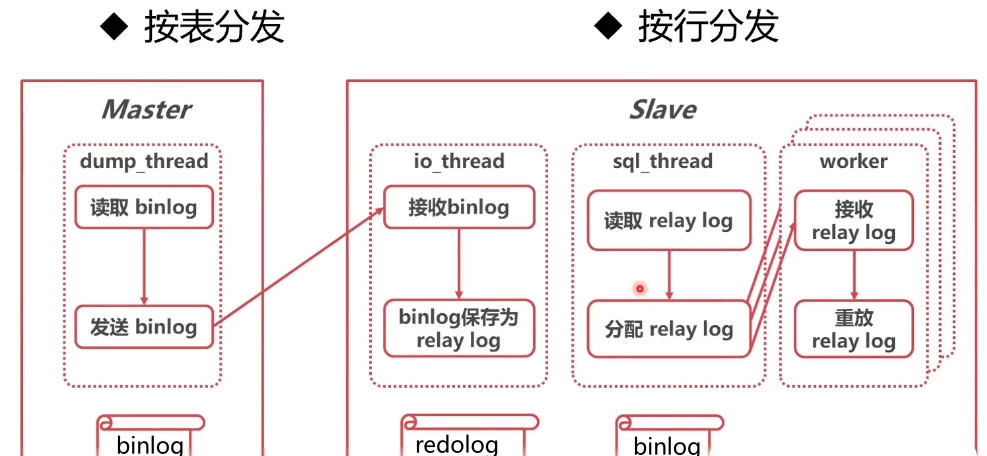 ◆ 按表分发
◆ 按行分发
Master
dump_thread
读取 binlog
发送 binlog
Slave
io_thread
接收binlog
binlog保存为
relay log
sql_thread
读取 relay log
分配 relay log
worker
接收
relay log
重放
relay log
binlog
redolog
binlog